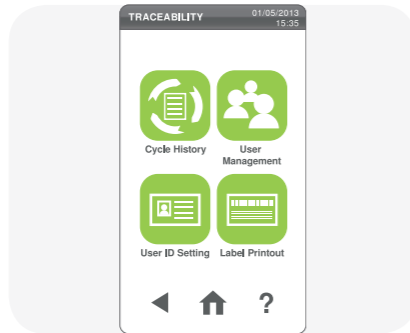 TRACEABILITY 01/05/2013
15:35
Cycle History User
Management
User ID Setting Label Printout
?